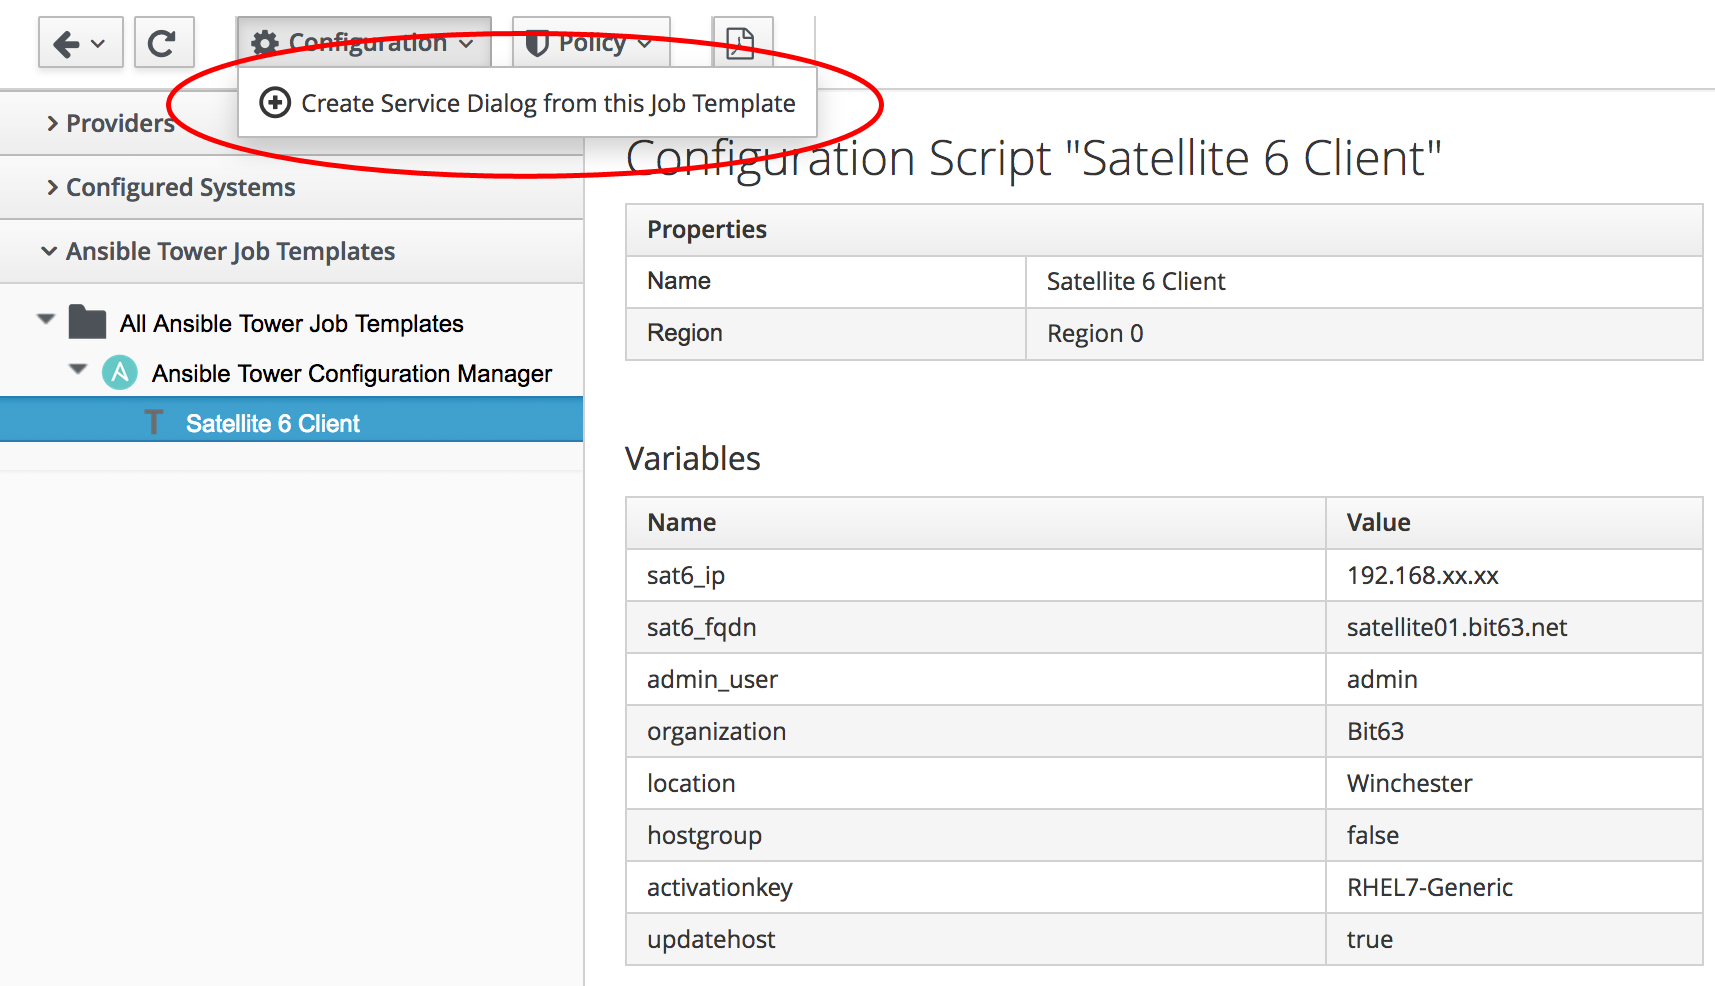 Configuration
Policy
Create Service Dialog from this Job Template
Providers
Configured Systems
Ansible Tower Job Templates
All Ansible Tower Job Templates
A Ansible Tower Configuration Manager
T Satellite 6 Client
Configuration Script "Satellite 6 Client"
Properties
Name Satellite 6 Client
Region Region 0
Variables
Name Value
sat6_ip 192.168.xx.xx
sat6_fqdn satellite01.bit63.net
admin_user admin
organization Bit63
location Winchester
hostgroup false
activationkey RHEL7-Generic
updatehost true